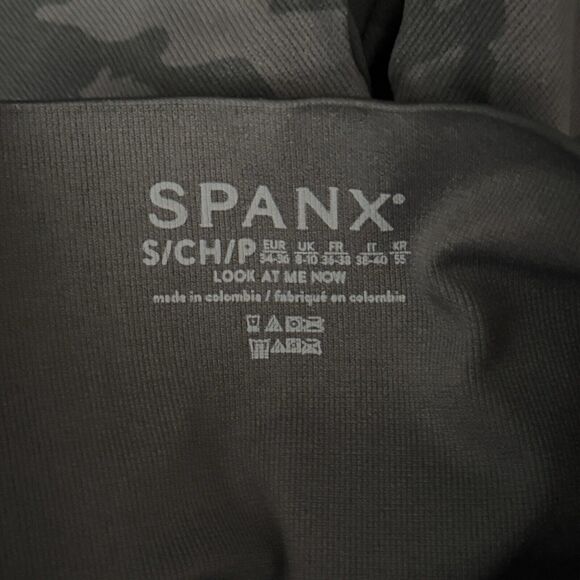 SPANX®
S/CH/P EUR 34-36 UK 8-10 FR 36-38 IT 38-40 KR 55
LOOK AT ME NOW
made in colombia / fabriqué en colombie